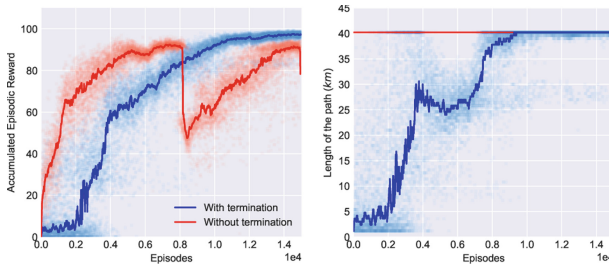 Accumulated Episodic Reward
100
80
60
40
20
0
With termination
Without termination
0.0 0.2 0.4 0.6 0.8 1.0 1.2 1.4
Episodes
1e4
Length of the path (km)
45
40
35
30
25
20
15
10
5
0
0.0 0.2 0.4 0.6 0.8 1.0 1.2 1.4
Episodes
1e4